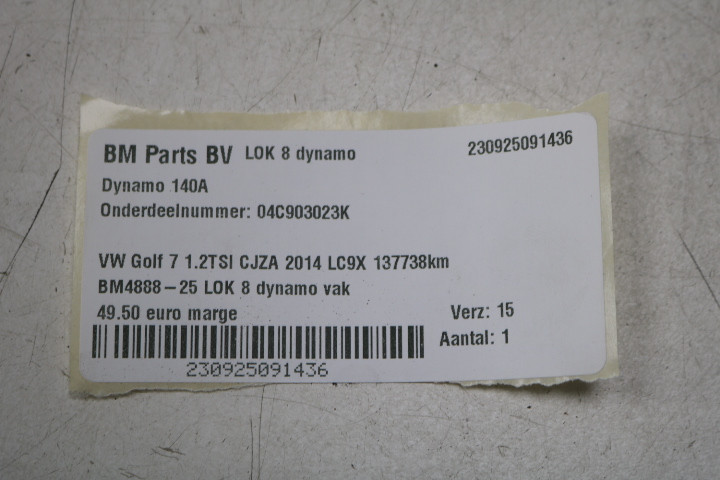 BM Parts BV LOK 8 dynamo 230925091436
Dynamo 140A
Onderdeelnummer: 04C903023K
VW Golf 7 1.2TSI CJZA 2014 LC9X 137738km
BM4888-25 LOK 8 dynamo vak
49.50 euro marge Verz: 15
Aantal: 1
230925091436